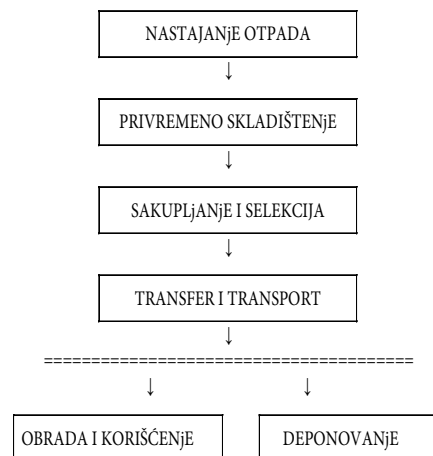 NASTAJANjE OTPADA
↓
PRIVREMENO SKLADIŠTENjE
↓
SAKUPLjANjE I SELEKCIJA
↓
TRANSFER I TRANSPORT
↓
=======================================
↓ ↓
OBRADA I KORIŠĆENjE DEPONOVANjE